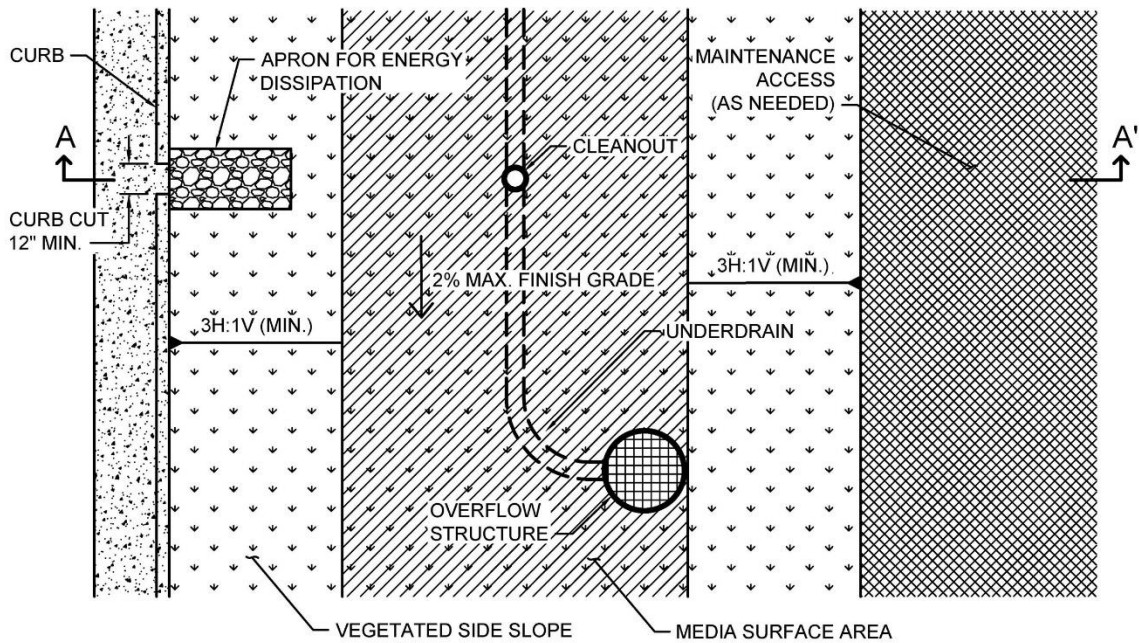 CURB
APRON FOR ENERGY
DISSIPATION
MAINTENANCE
ACCESS
(AS NEEDED)
A
A'
CLEANOUT
CURB CUT
12" MIN.
2% MAX. FINISH GRADE
3H:1V (MIN.)
3H:1V (MIN.)
UNDERDRAIN
OVERFLOW
STRUCTURE
VEGETATED SIDE SLOPE
MEDIA SURFACE AREA